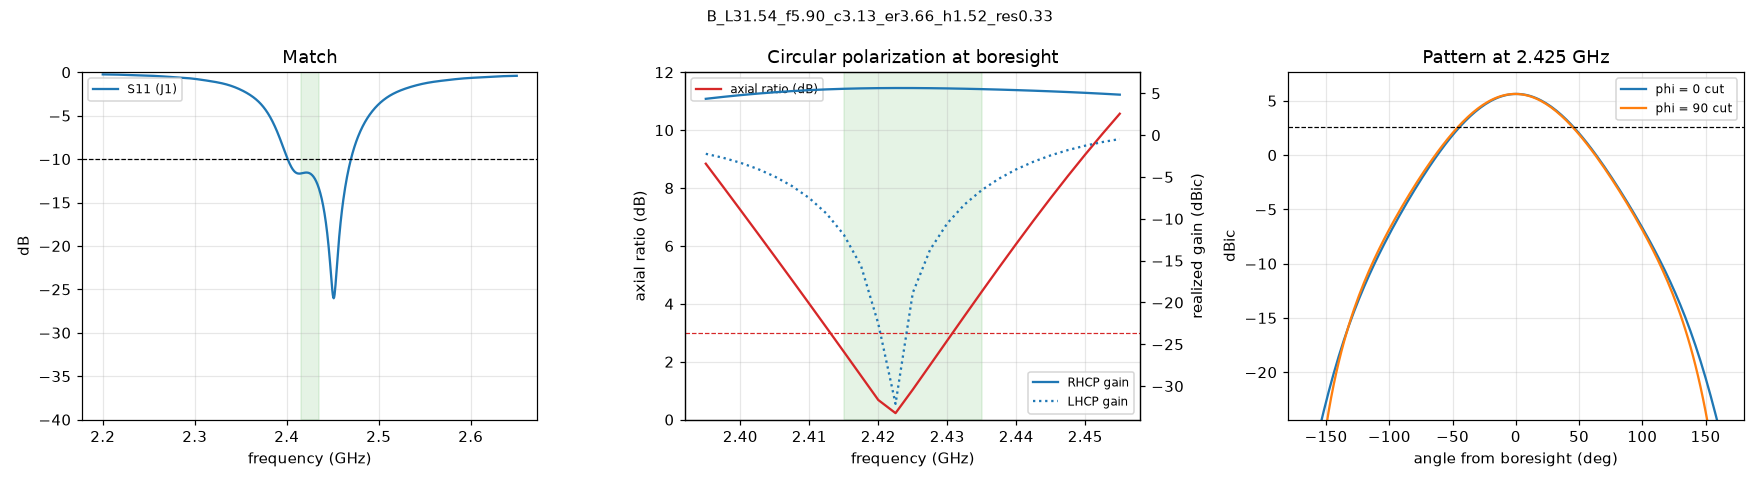 B_L31.54_f5.90_c3.13_er3.66_h1.52_res0.33
Match
S11 (J1)
0
−5
−10
−15
−20
−25
−30
−35
−40
dB
2.2 2.3 2.4 2.5 2.6
frequency (GHz)
Circular polarization at boresight
axial ratio (dB)
12
10
8
6
4
2
0
axial ratio (dB)
5
0
−5
−10
−15
−20
−25
−30
realized gain (dBic)
RHCP gain
LHCP gain
2.40 2.41 2.42 2.43 2.44 2.45
frequency (GHz)
Pattern at 2.425 GHz
phi = 0 cut
phi = 90 cut
5
0
−5
−10
−15
−20
dBic
−150 −100 −50 0 50 100 150
angle from boresight (deg)